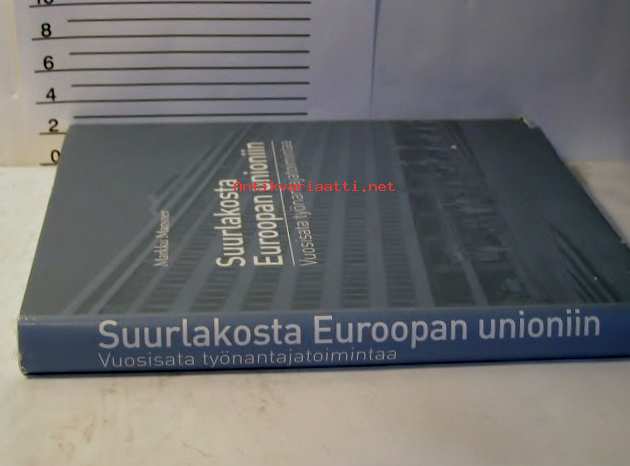 10
8
6
4
2
0
Markku Mansner
Suurlakosta
Euroopan unioniin
Vuosisata työnantajatoimintaa
antikvariaatti.net
Suurlakosta Euroopan unioniin
Vuosisata työnantajatoimintaa